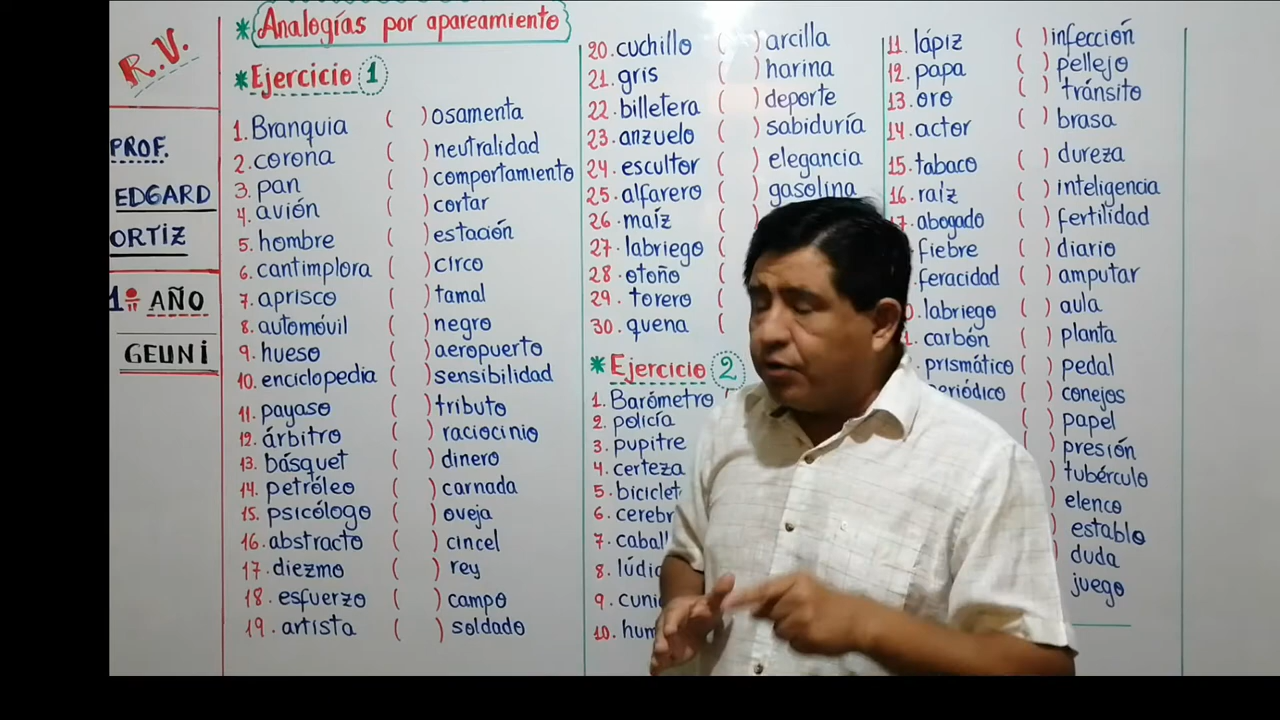 R.V.
PROF.
EDGARD
ORTIZ
1º AÑO
GEUNI
* Analogías por apareamiento
* Ejercicio 1
1. Branquia ( ) osamenta
2. corona ( ) neutralidad
3. pan ( ) comportamiento
4. avión ( ) cortar
5. hombre ( ) estación
6. cantimplora ( ) circo
7. aprisco ( ) tamal
8. automóvil ( ) negro
9. hueso ( ) aeropuerto
10. enciclopedia ( ) sensibilidad
11. payaso ( ) tributo
12. árbitro ( ) raciocinio
13. básquet ( ) dinero
14. petróleo ( ) carnada
15. psicólogo ( ) oveja
16. abstracto ( ) cincel
17. diezmo ( ) rey
18. esfuerzo ( ) campo
19. artista ( ) soldado
20. cuchillo ( ) arcilla
21. gris ( ) harina
22. billetera ( ) deporte
23. anzuelo ( ) sabiduría
24. escultor ( ) elegancia
25. alfarero ( ) gasolina
26. maíz (
27. labriego (
28. otoño (
29. torero (
30. quena (
* Ejercicio 2
1. Barómetro (
2. policía
3. pupitre
4. certeza
5. biciclet
6. cerebr
7. cabal
8. lúdic
9. cuni
10. hum
11. lápiz ( ) infección
12. papa ( ) pellejo
13. oro ( ) tránsito
14. actor ( ) brasa
15. tabaco ( ) dureza
16. raíz ( ) inteligencia
17. abogado ( ) fertilidad
fiebre ( ) diario
feracidad ( ) amputar
labriego ( ) aula
carbón ( ) planta
prismático ( ) pedal
eriódico ( ) conejos
( ) papel
) presión
) tubérculo
) elenco
) establo
) duda
juego